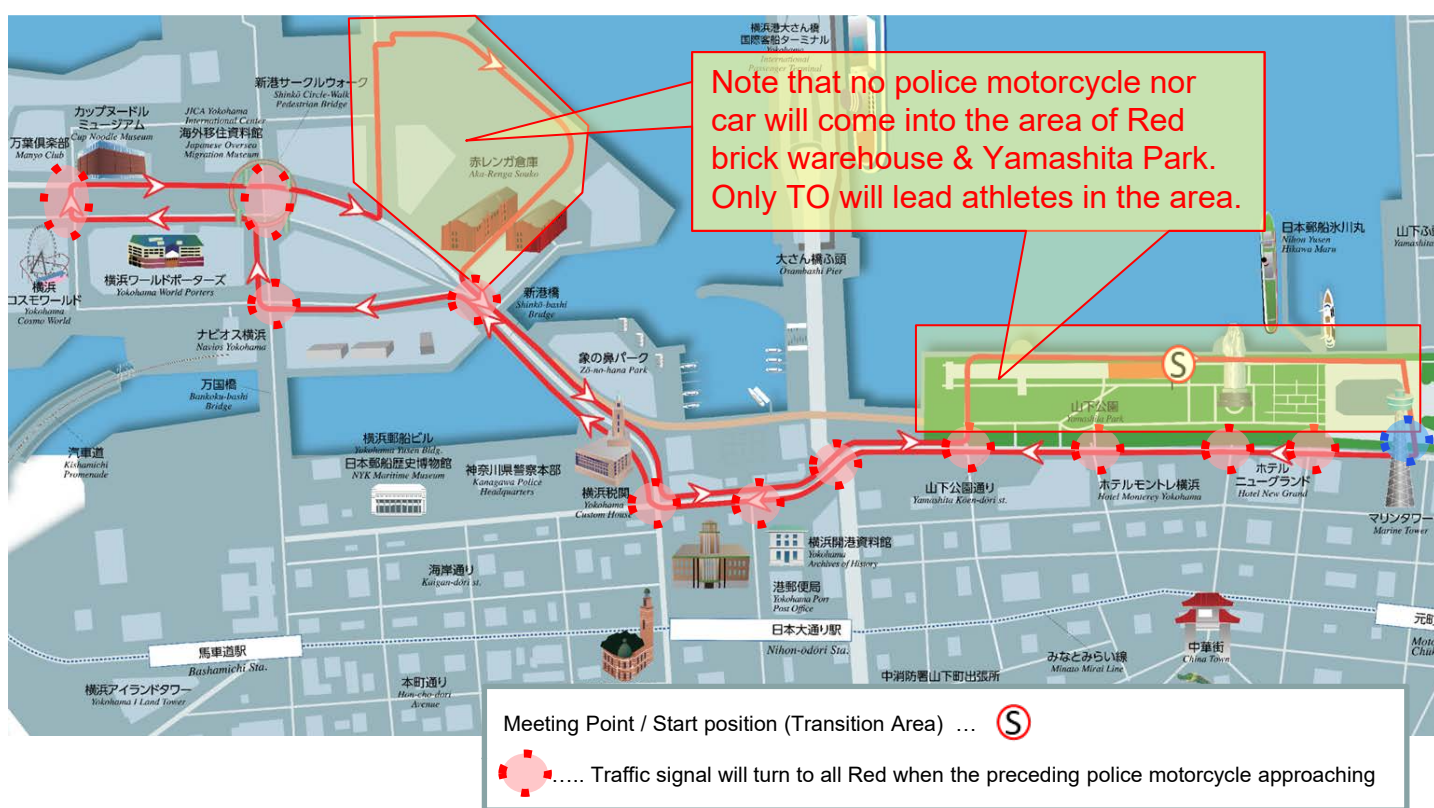 横浜港大さん橋
国際客船ターミナル
Yokohama
International
Passenger Terminal
新港サークルウォーク
Shinkō Circle-Walk
Pedestrian Bridge
Note that no police motorcycle nor
car will come into the area of Red
brick warehouse & Yamashita Park.
Only TO will lead athletes in the area.
カップヌードル
ミュージアム
Cup Noodle Museum
JICA Yokohama
International Center
海外移住資料館
Japanese Oversea
Migration Museum
万葉倶楽部
Manyo Club
赤レンガ倉庫
Aka-Renga Souko
日本郵船氷川丸
Nihon Yusen
Hikawa Maru
山下ふ
Yamashita
大さん橋ふ頭
Osambashi Pier
横浜
コスモワールド
Yokohama
Cosmo World
横浜ワールドポーターズ
Yokohama World Porters
新港橋
Shinkō-bashi
Bridge
ナビオス横浜
Navios Yokohama
象の鼻パーク
Zō-no-hana Park
S
万国橋
Bankoku-bashi
Bridge
山下公園
Yamashita Park
汽車道
Kishamichi
Promenade
横浜郵船ビル
Yokohama Yusen Bldg.
日本郵船歴史博物館
NYK Maritime Museum
神奈川県警察本部
Kanagawa Police
Headquarters
横浜税関
Yokohama
Custom House
山下公園通り
Yamashita Kōen-dōri st.
ホテルモントレ横浜
Hotel Monterey Yokohama
ホテル
ニューグランド
Hotel New Grand
マリンタワー
Marine Tower
横浜開港資料館
Yokohama
Archives of History
海岸通り
Kaigan-dōri st.
港郵便局
Yokohama Port
Post Office
日本大通り駅
Nihon-ōdōri Sta.
馬車道駅
Bashamichi Sta.
みなとみらい線
Minato Mirai Line
中華街
China Town
元町
Moto
Chūk
横浜アイランドタワー
Yokohama I Land Tower
本町通り
Hon-cho-dori
Avenue
中消防署山下町出張所
Meeting Point / Start position (Transition Area) … S
….. Traffic signal will turn to all Red when the preceding police motorcycle approaching